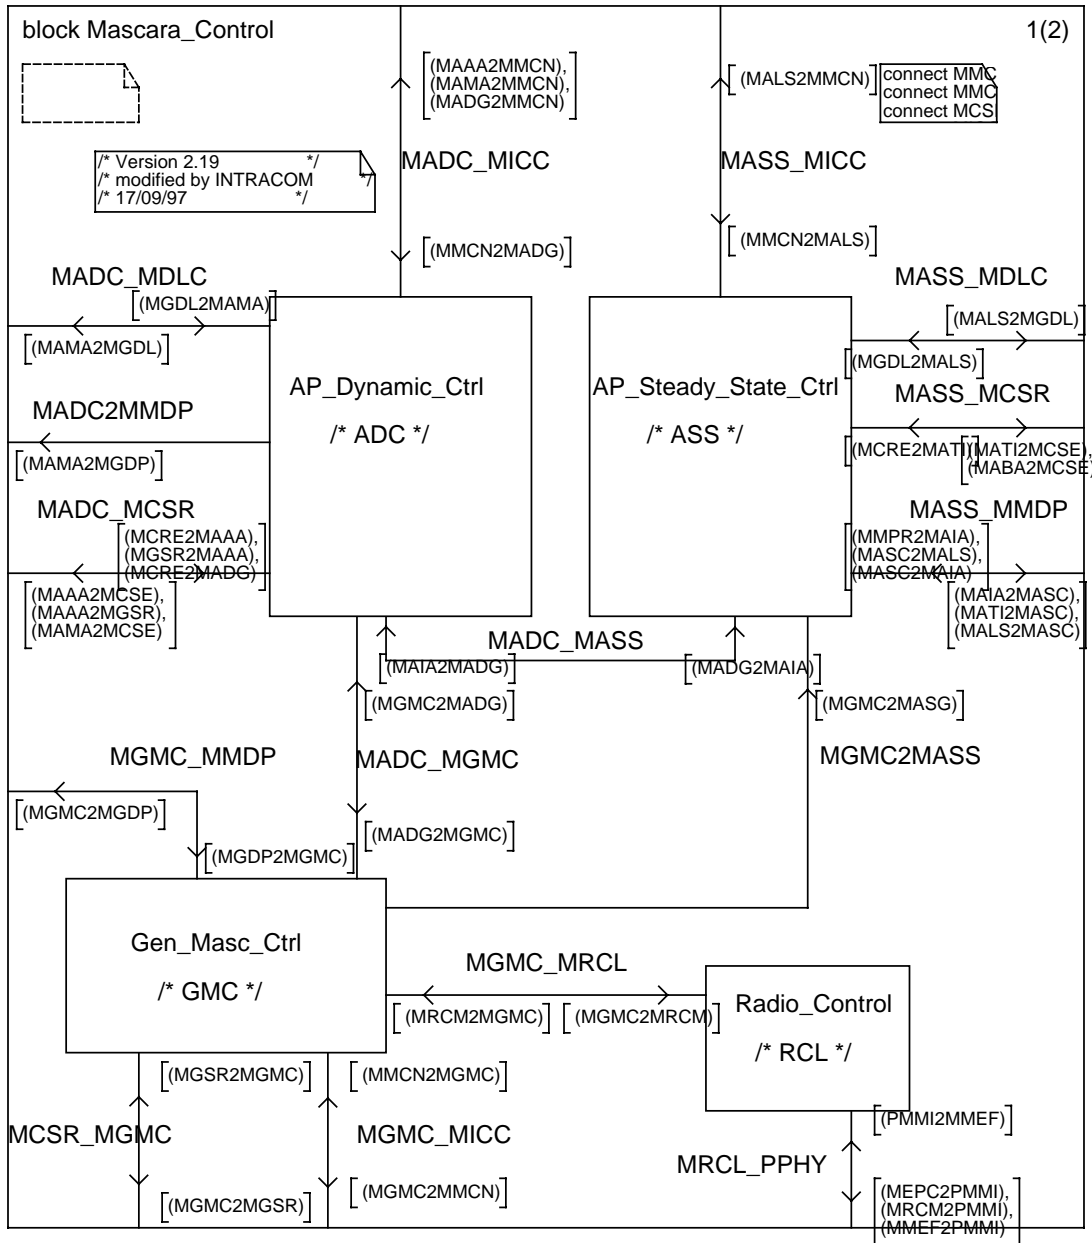 block Mascara_Control
1(2)
(MAAA2MMCN),
(MAMA2MMCN),
(MADG2MMCN)
(MALS2MMCN)
connect MMC
connect MMC
connect MCSI
/* Version 2.19 */
/* modified by INTRACOM */
/* 17/09/97 */
MADC_MICC
MASS_MICC
(MMCN2MADG)
(MMCN2MALS)
MADC_MDLC
(MGDL2MAMA)
(MAMA2MGDL)
MASS_MDLC
(MALS2MGDL)
(MGDL2MALS)
AP_Dynamic_Ctrl
/* ADC */
AP_Steady_State_Ctrl
/* ASS */
MADC2MMDP
(MAMA2MGDP)
MASS_MCSR
(MCRE2MATI)
(MATI2MCSE),
(MABA2MCSE)
MADC_MCSR
(MCRE2MAAA),
(MGSR2MAAA),
(MCRE2MADG)
(MAAA2MCSE),
(MAAA2MGSR),
(MAMA2MCSE)
MASS_MMDP
(MMPR2MAIA),
(MASC2MALS),
(MASC2MAIA)
(MAIA2MASC),
(MATI2MASC),
(MALS2MASC)
MADC_MASS
(MAIA2MADG)
(MADG2MAIA)
(MGMC2MADG)
(MGMC2MASG)
MGMC_MMDP
MADC_MGMC
MGMC2MASS
(MGMC2MGDP)
(MADG2MGMC)
(MGDP2MGMC)
Gen_Masc_Ctrl
/* GMC */
MGMC_MRCL
(MRCM2MGMC)
(MGMC2MRCM)
Radio_Control
/* RCL */
(MGSR2MGMC)
(MMCN2MGMC)
MCSR_MGMC
MGMC_MICC
(MGMC2MGSR)
(MGMC2MMCN)
(PMMI2MMEF)
MRCL_PPHY
(MEPC2PMMI),
(MRCM2PMMI),
(MMEF2PMMI)